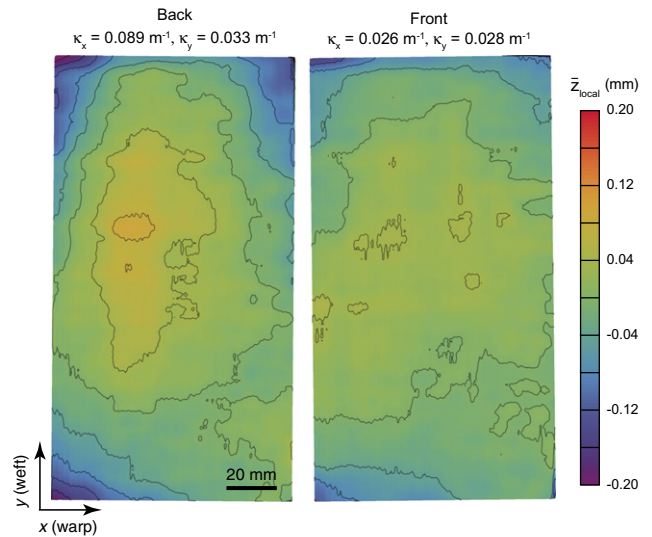 Back
κx = 0.089 m-1, κy = 0.033 m-1
Front
κx = 0.026 m-1, κy = 0.028 m-1
z̄local (mm)
0.20
0.12
0.04
-0.04
-0.12
-0.20
20 mm
y (weft)
x (warp)